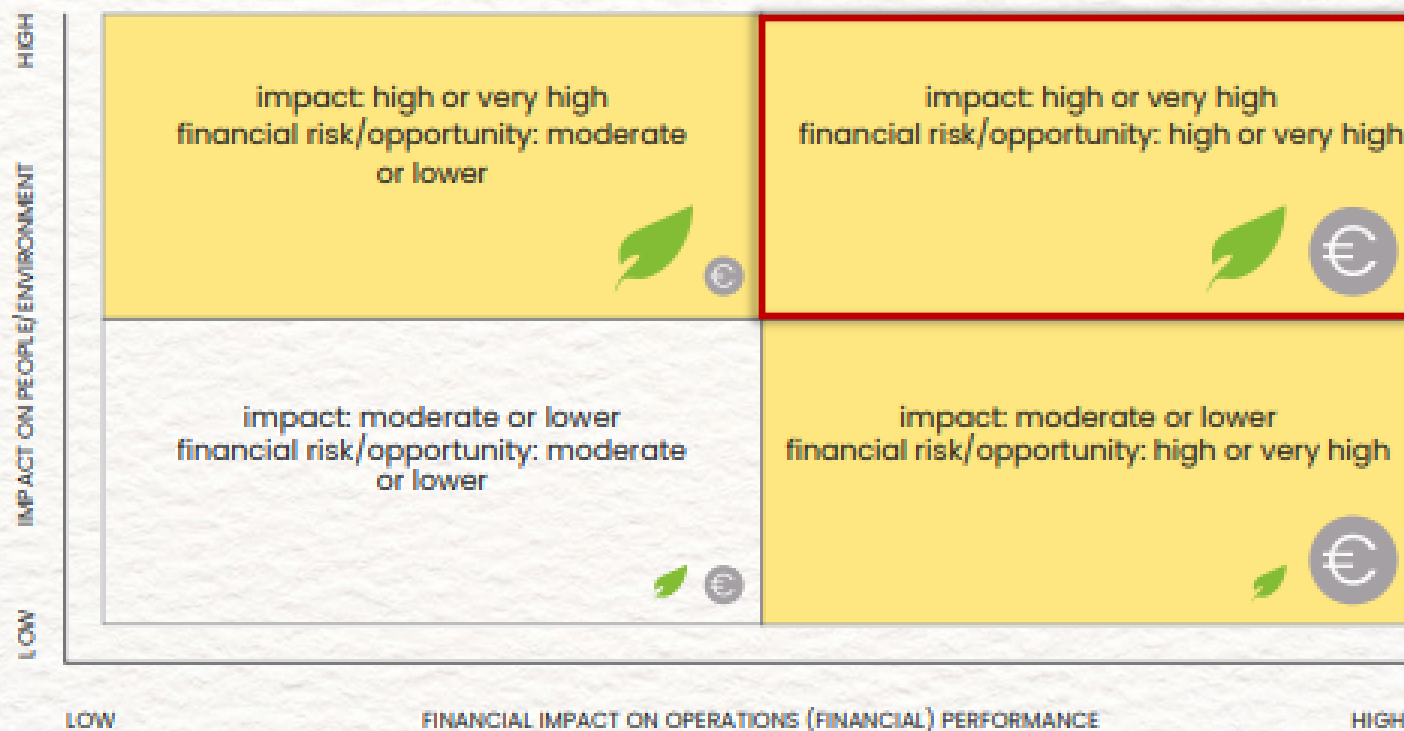 HIGH
impact: high or very high
financial risk/opportunity: moderate
or lower
€
impact: high or very high
financial risk/opportunity: high or very high
€
IMPACT ON PEOPLE/ENVIRONMENT
impact: moderate or lower
financial risk/opportunity: moderate
or lower
€
impact: moderate or lower
financial risk/opportunity: high or very high
€
LOW
LOW
FINANCIAL IMPACT ON OPERATIONS (FINANCIAL) PERFORMANCE
HIGH